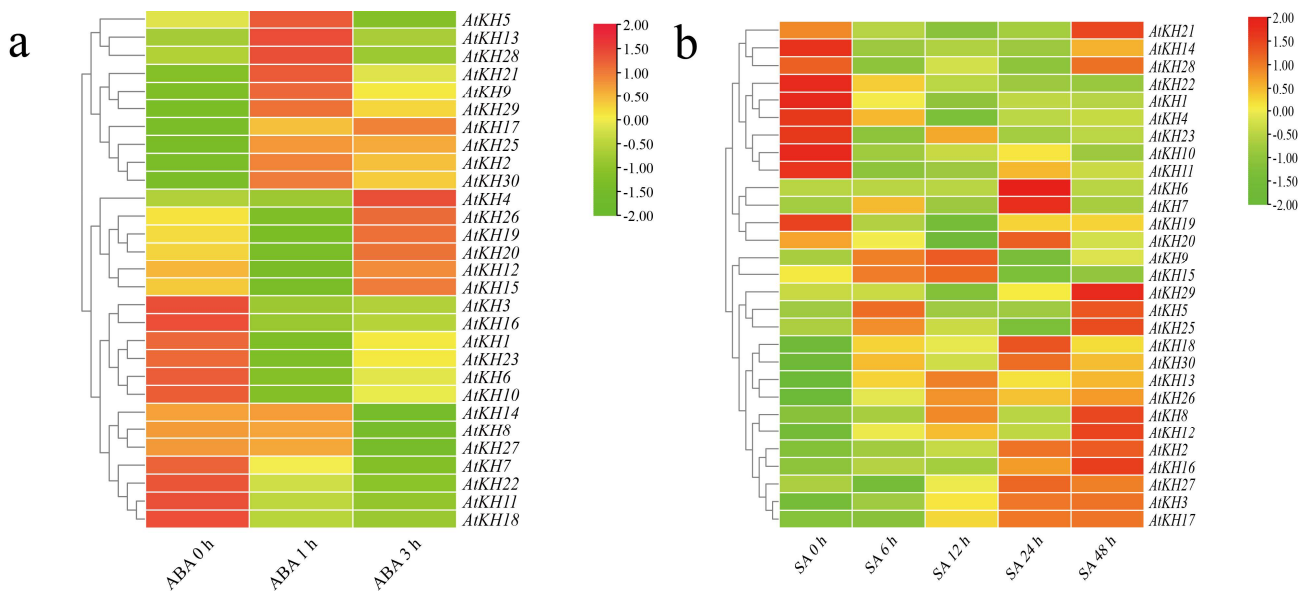 a
AtKH5
AtKH13
AtKH28
AtKH21
AtKH9
AtKH29
AtKH17
AtKH25
AtKH2
AtKH30
AtKH4
AtKH26
AtKH19
AtKH20
AtKH12
AtKH15
AtKH3
AtKH16
AtKH1
AtKH23
AtKH6
AtKH10
AtKH14
AtKH8
AtKH27
AtKH7
AtKH22
AtKH11
AtKH18
ABA 0 h
ABA 1 h
ABA 3 h
2.00
1.50
1.00
0.50
0.00
-0.50
-1.00
-1.50
-2.00
b
AtKH21
AtKH14
AtKH28
AtKH22
AtKH1
AtKH4
AtKH23
AtKH10
AtKH11
AtKH6
AtKH7
AtKH19
AtKH20
AtKH9
AtKH15
AtKH29
AtKH5
AtKH25
AtKH18
AtKH30
AtKH13
AtKH26
AtKH8
AtKH12
AtKH2
AtKH16
AtKH27
AtKH3
AtKH17
SA 0 h
SA 6 h
SA 12 h
SA 24 h
SA 48 h
2.00
1.50
1.00
0.50
0.00
-0.50
-1.00
-1.50
-2.00